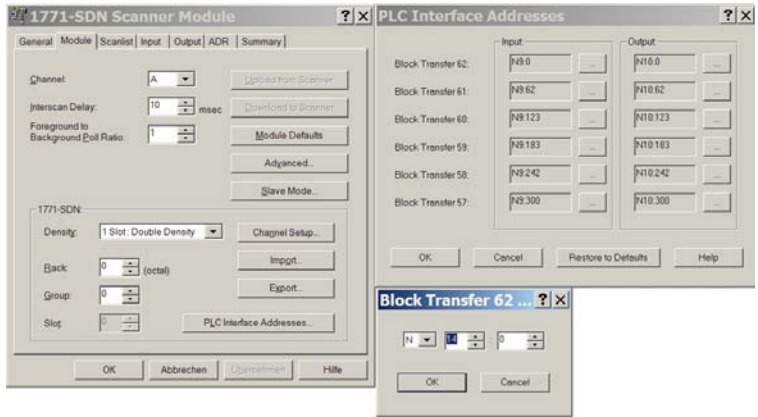 1771-SDN Scanner Module
General Module Scanlist Input Output ADR Summary
Channel: A Upload from Scanner
Interscan Delay: 10 msec Download to Scanner
Foreground to
Background Poll Ratio: 1 Module Defaults
Advanced...
Slave Mode...
1771-SDN:
Density: 1 Slot: Double Density Channel Setup...
Rack: 0 (octal) Import...
Group: 0 Export...
Slot: 0 PLC Interface Addresses...
OK Abbrechen Übernehmen Hilfe
PLC Interface Addresses
Input Output
Block Transfer 62: N9:0 ... N10:0 ...
Block Transfer 61: N9:62 ... N10:62 ...
Block Transfer 60: N9:123 ... N10:123 ...
Block Transfer 59: N9:183 ... N10:183 ...
Block Transfer 58: N9:242 ... N10:242 ...
Block Transfer 57: N9:300 ... N10:300 ...
OK Cancel Restore to Defaults Help
Block Transfer 62 ...
N 14 : 0
OK Cancel